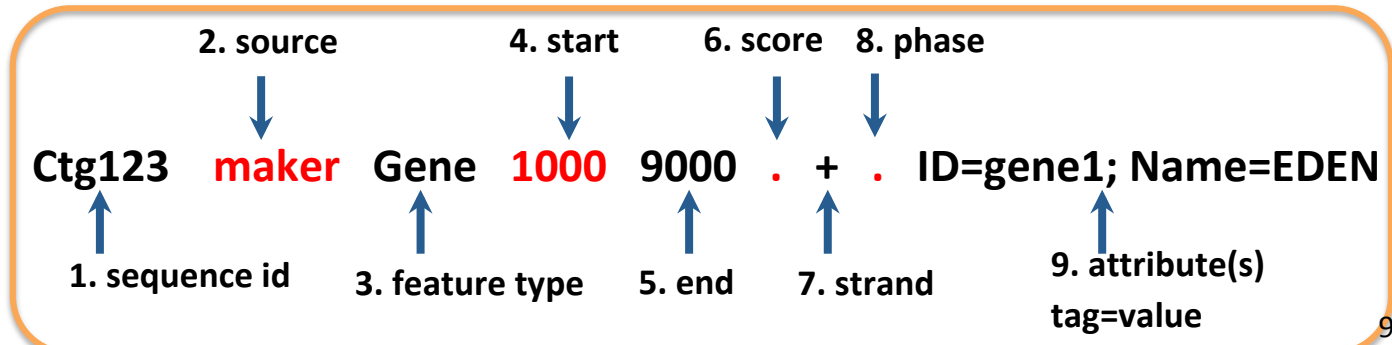 2. source 4. start 6. score 8. phase
Ctg123 maker Gene 1000 9000 . + . ID=gene1; Name=EDEN
1. sequence id 3. feature type 5. end 7. strand 9. attribute(s)
tag=value
9